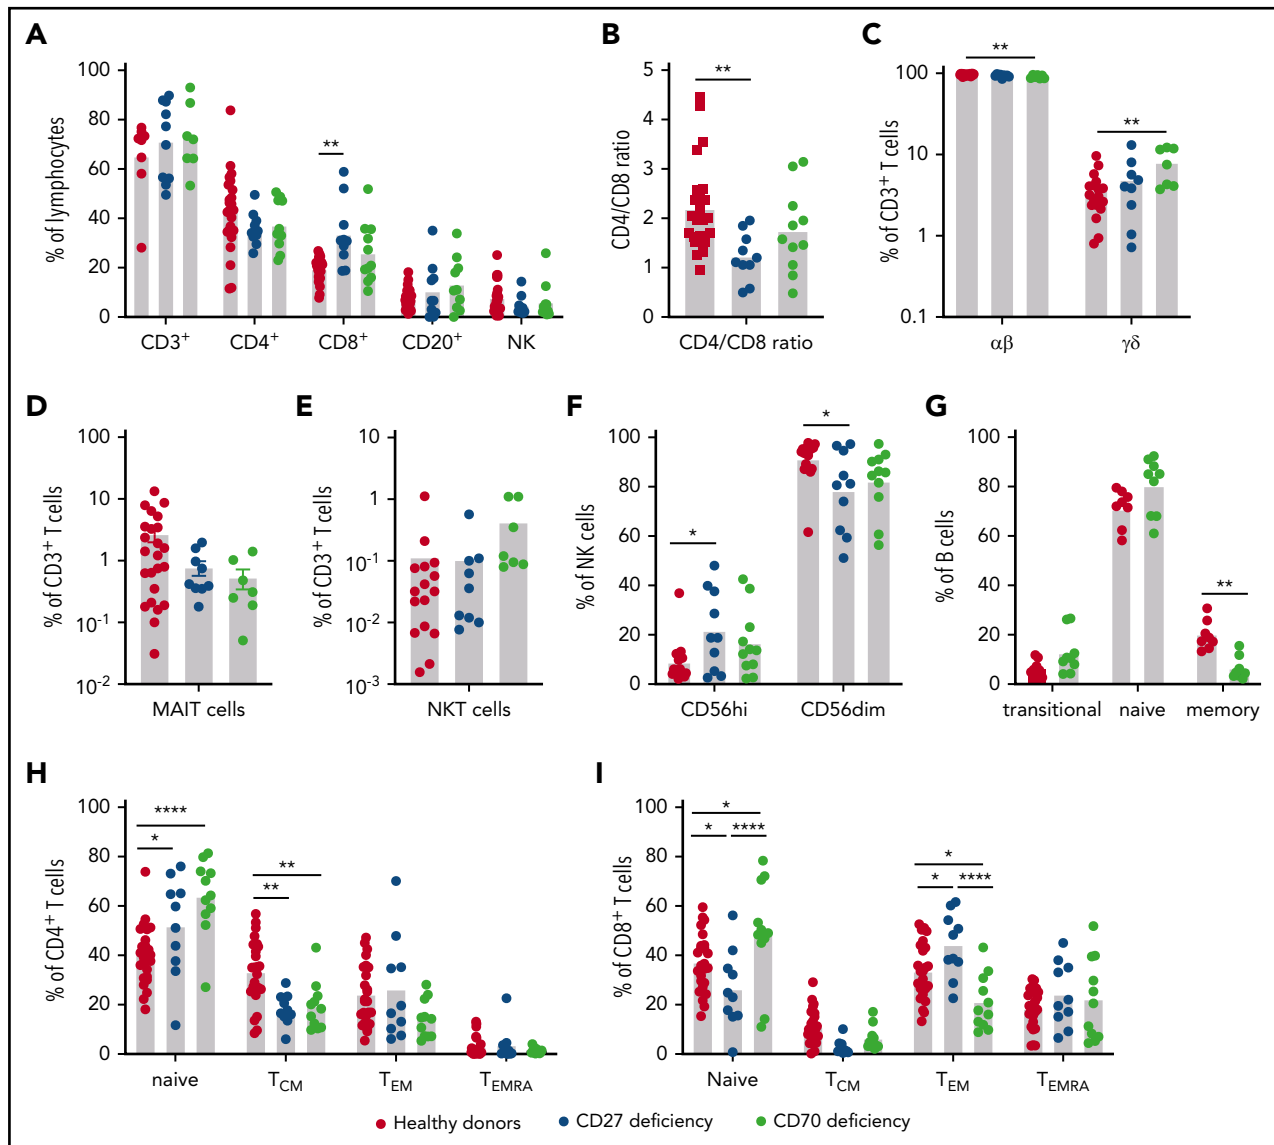 A
B
C
% of lymphocytes
100
80
60
40
20
0
**
CD3+
CD4+
CD8+
CD20+
NK
CD4/CD8 ratio
5
4
3
2
1
0
**
CD4/CD8 ratio
% of CD3+ T cells
100
10
1
0.1
**
**
αβ
γδ
D
E
F
G
% of CD3+ T cells
100
10
1
10-1
10-2
MAIT cells
% of CD3+ T cells
10
1
10-1
10-2
10-3
NKT cells
% of NK cells
100
80
60
40
20
0
*
*
CD56hi
CD56dim
% of B cells
100
80
60
40
20
0
**
transitional
naive
memory
H
I
% of CD4+ T cells
100
80
60
40
20
0
****
*
**
**
naive
TCM
TEM
TEMRA
% of CD8+ T cells
100
80
60
40
20
0
*
* ****
*
* ****
Naive
TCM
TEM
TEMRA
Healthy donors
CD27 deficiency
CD70 deficiency